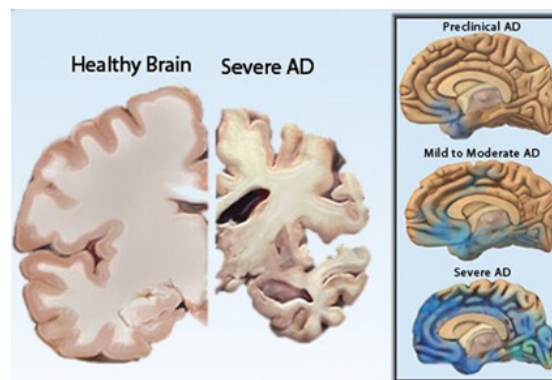 Healthy Brain
Severe AD
Preclinical AD
Mild to Moderate AD
Severe AD